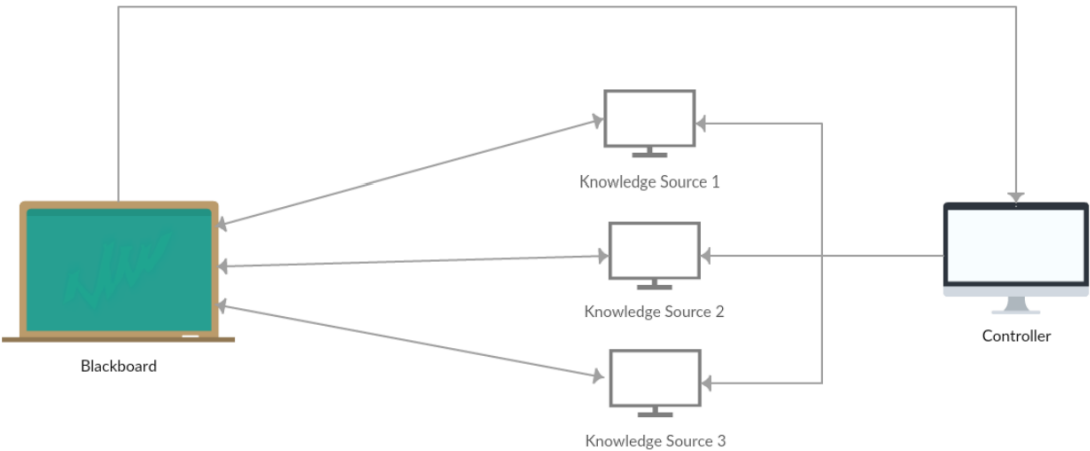 Knowledge Source 1
Knowledge Source 2
Knowledge Source 3
Blackboard
Controller